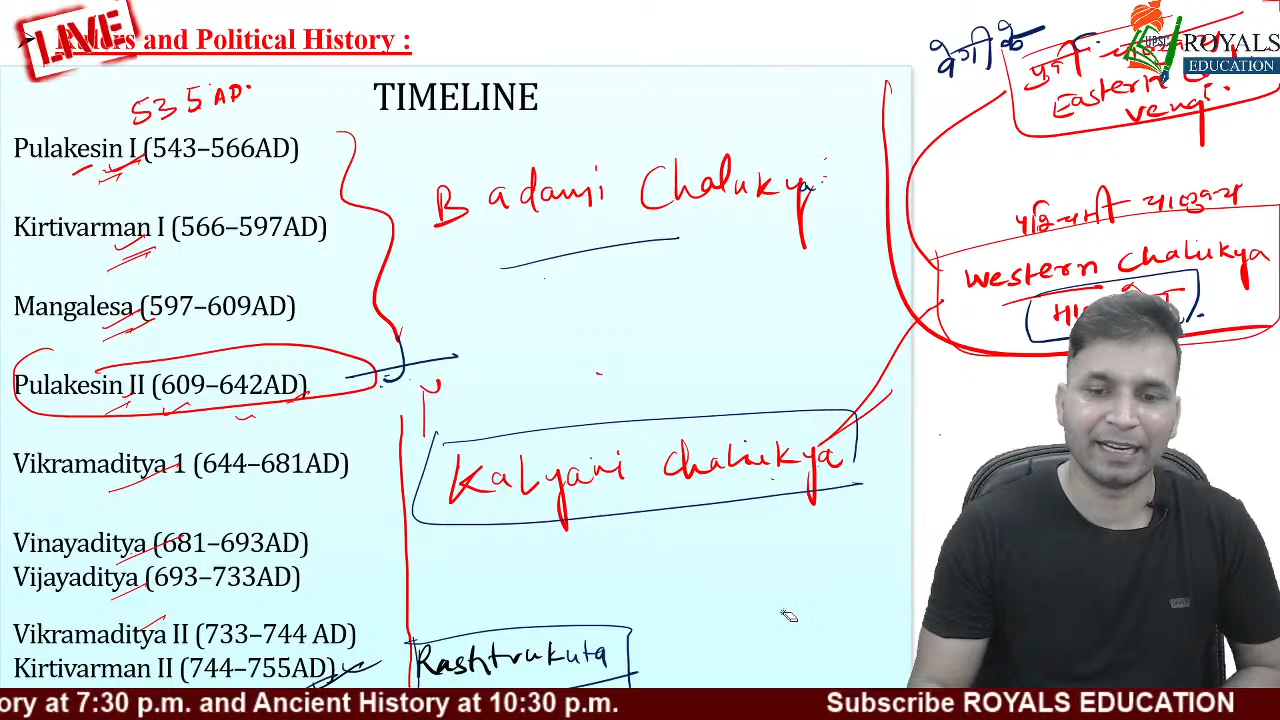 LIVE
Rulers and Political History :
TIMELINE
535 AD.
Pulakesin I (543–566AD)
Kirtivarman I (566–597AD)
Mangalesa (597–609AD)
Pulakesin II (609–642AD)
Vikramaditya 1 (644–681AD)
Vinayaditya (681–693AD)
Vijayaditya (693–733AD)
Vikramaditya II (733–744 AD)
Kirtivarman II (744–755AD)
Badami Chalukya
Kalyani Chalukya
Rashtrukuta
वेंगी के
पूर्वी
Eastern
vengi.
पश्चिमी चालुक्य
Western Chalukya
UPSC ROYALS
EDUCATION
ory at 7:30 p.m. and Ancient History at 10:30 p.m.
Subscribe ROYALS EDUCATION